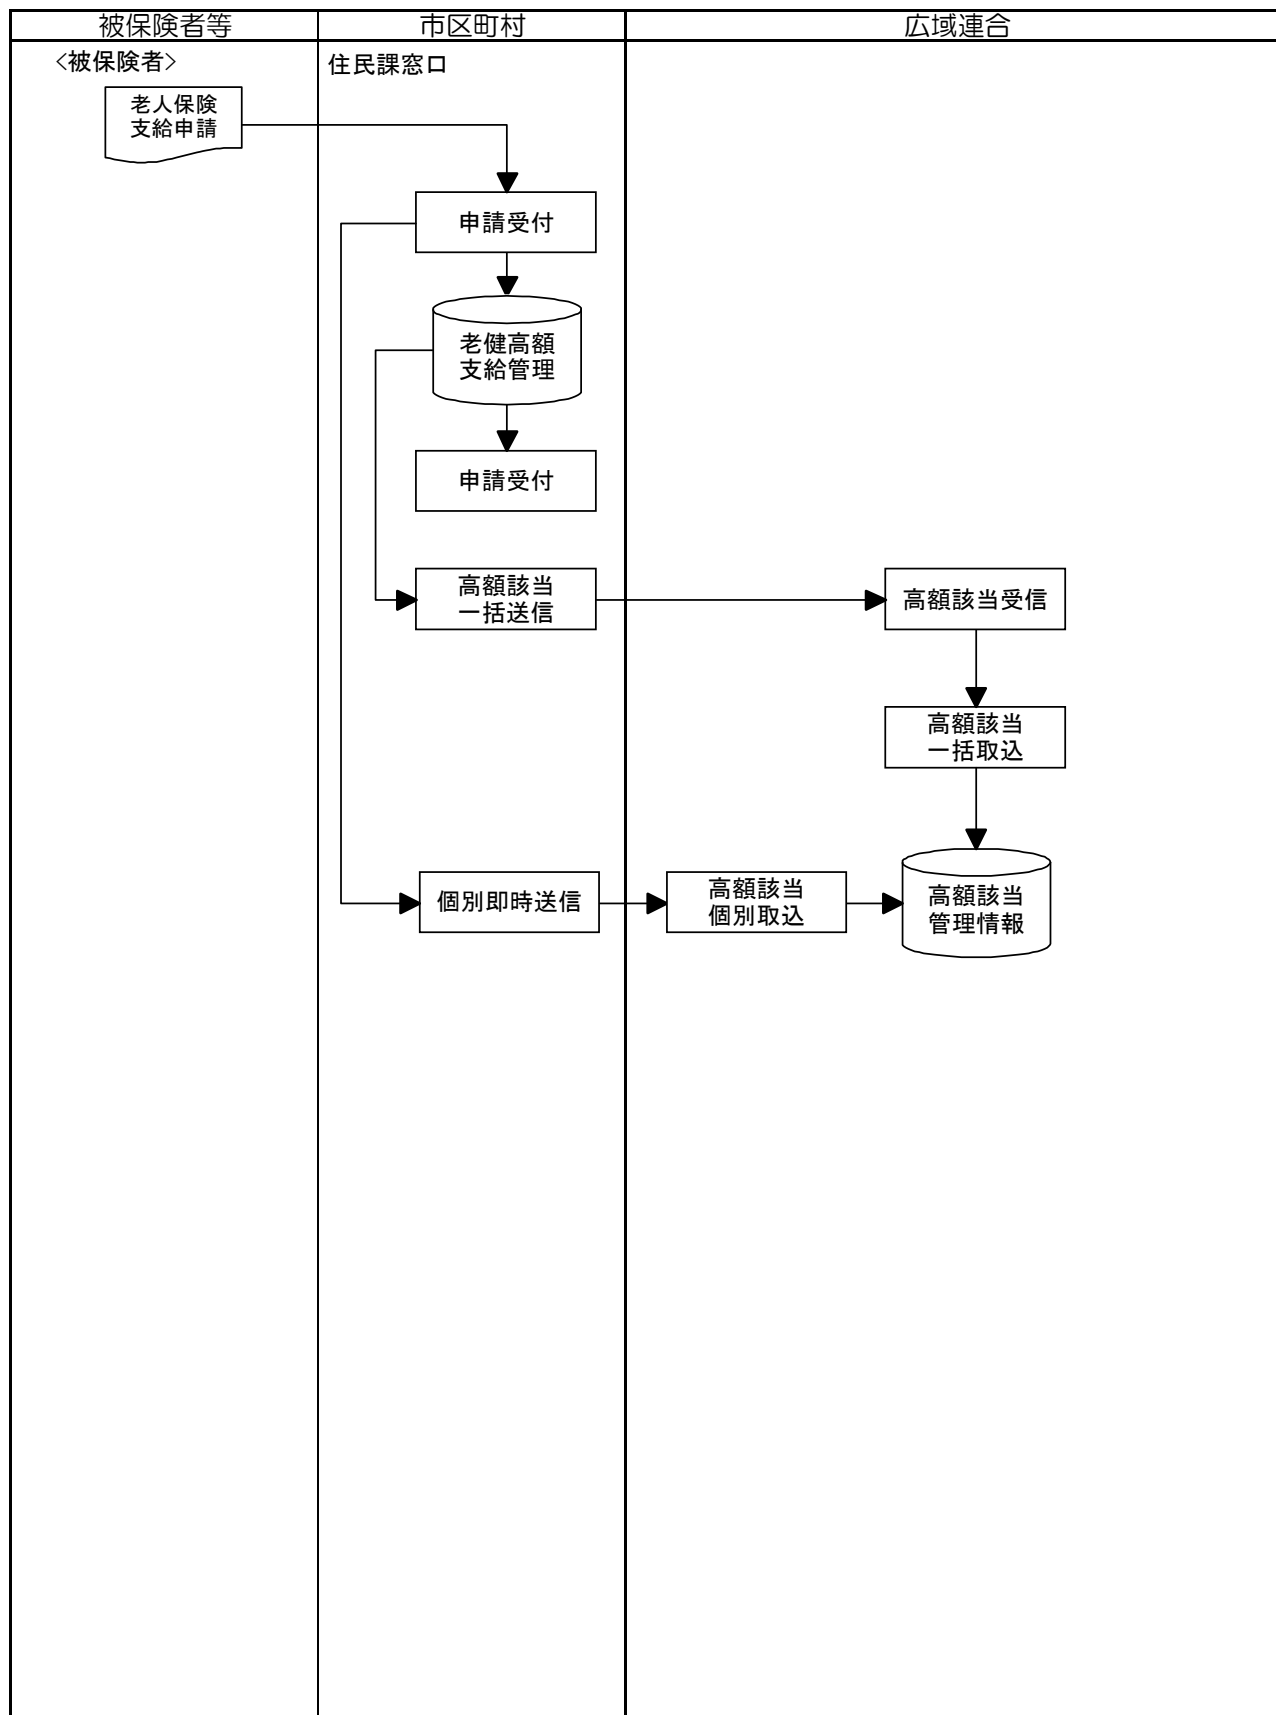 被保険者等
市区町村
広域連合
<被保険者>
住民課窓口
老人保険
支給申請
申請受付
老健高額
支給管理
申請受付
高額該当
一括送信
高額該当受信
高額該当
一括取込
個別即時送信
高額該当
個別取込
高額該当
管理情報